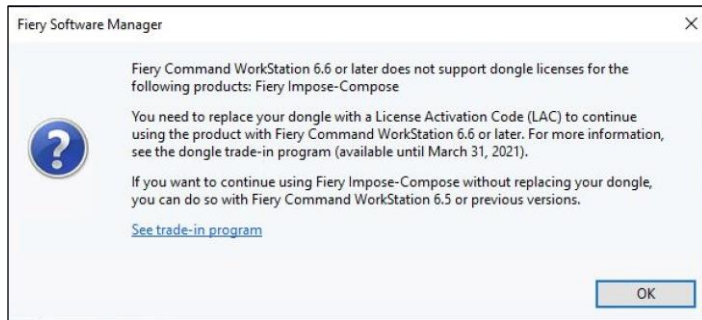 Fiery Software Manager
Fiery Command WorkStation 6.6 or later does not support dongle licenses for the
following products: Fiery Impose-Compose
You need to replace your dongle with a License Activation Code (LAC) to continue
using the product with Fiery Command WorkStation 6.6 or later. For more information,
see the dongle trade-in program (available until March 31, 2021).
If you want to continue using Fiery Impose-Compose without replacing your dongle,
you can do so with Fiery Command WorkStation 6.5 or previous versions.
See trade-in program
OK